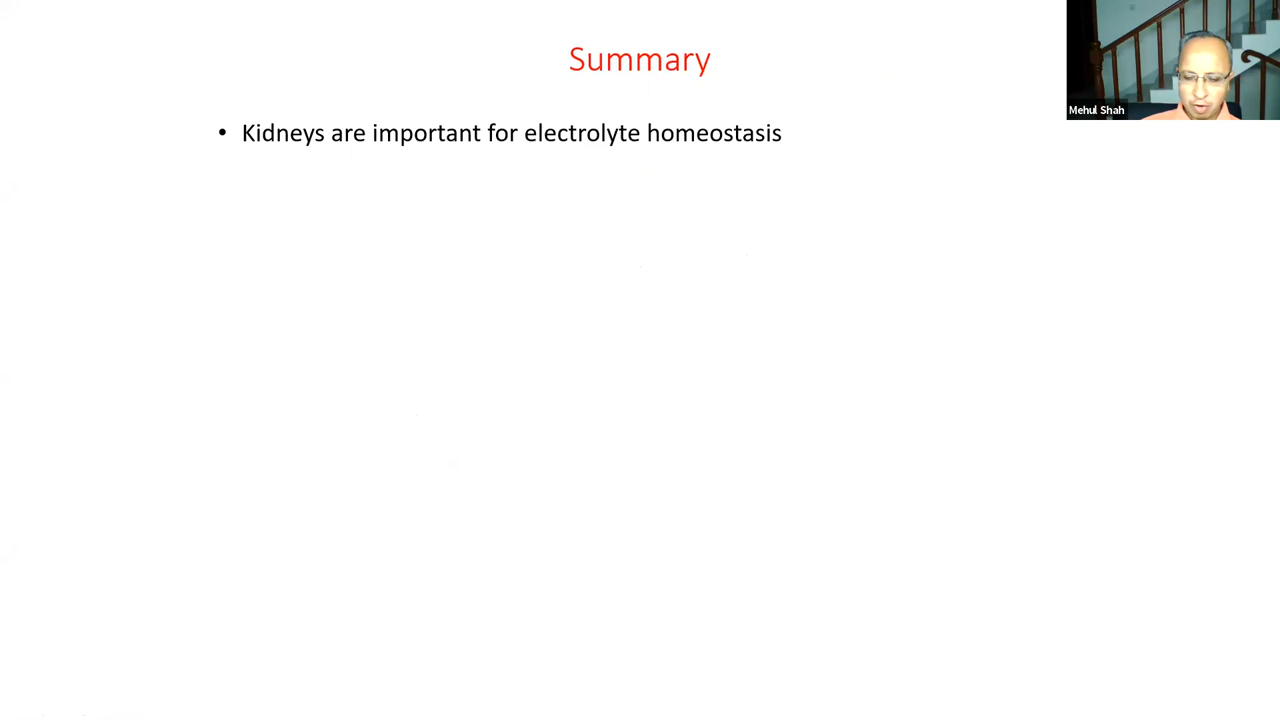 Summary
• Kidneys are important for electrolyte homeostasis
Mehul Shah